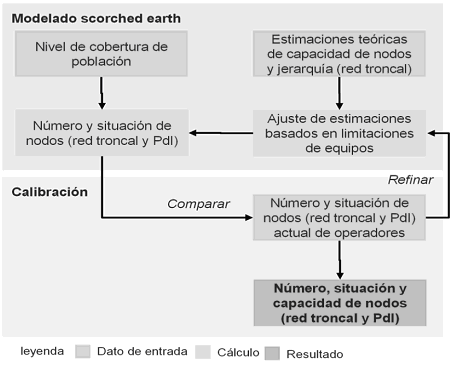 Modelado scorched earth
Nivel de cobertura de
población
Estimaciones teóricas
de capacidad de nodos
y jerarquía (red troncal)
Número y situación de
nodos (red troncal y PdI)
Ajuste de estimaciones
basados en limitaciones
de equipos
Calibración
Comparar
Refinar
Número y situación de
nodos (red troncal y PdI)
actual de operadores
Número, situación y
capacidad de nodos
(red troncal y PdI)
leyenda
Dato de entrada
Cálculo
Resultado